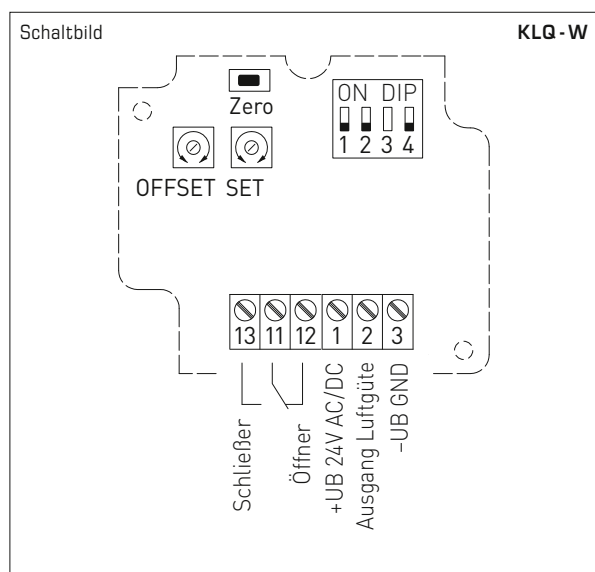 Schaltbild
KLQ-W
Zero
ON DIP
1 2 3 4
OFFSET SET
13 11 12 1 2 3
Schließer
Öffner
+UB 24V AC/DC
Ausgang Luftgüte
–UB GND